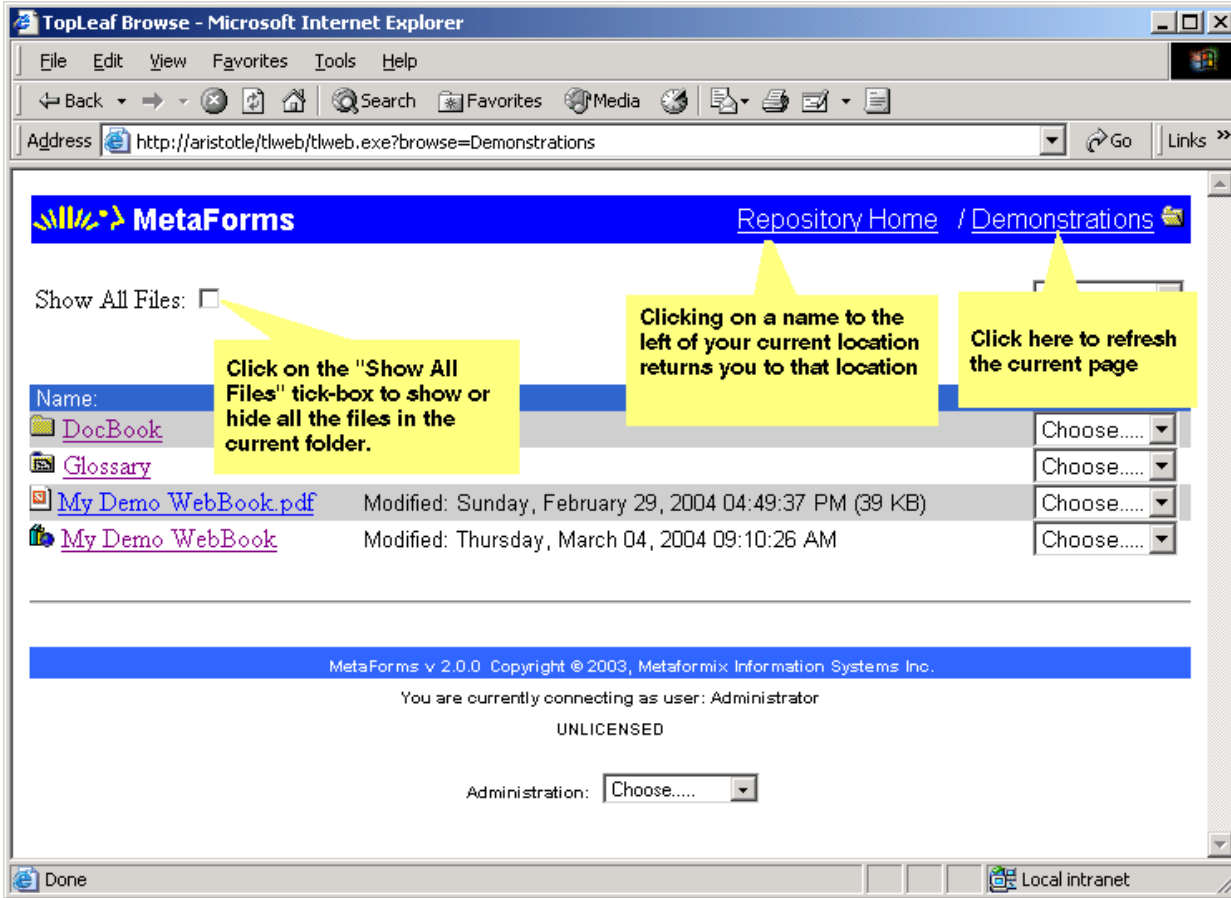 TopLeaf Browse - Microsoft Internet Explorer
File Edit View Favorites Tools Help
Back Search Favorites Media
Address http://aristotle/tlweb/tlweb.exe?browse=Demonstrations Go Links »
MetaForms Repository Home / Demonstrations
Show All Files:
Click on the "Show All
Files" tick-box to show or
hide all the files in the
current folder.
Clicking on a name to the
left of your current location
returns you to that location
Click here to refresh
the current page
Name:
DocBook Choose.....
Glossary Choose.....
My Demo WebBook.pdf Modified: Sunday, February 29, 2004 04:49:37 PM (39 KB) Choose.....
My Demo WebBook Modified: Thursday, March 04, 2004 09:10:26 AM Choose.....
MetaForms v 2.0.0 Copyright © 2003, Metaformix Information Systems Inc.
You are currently connecting as user: Administrator
UNLICENSED
Administration: Choose.....
Done Local intranet